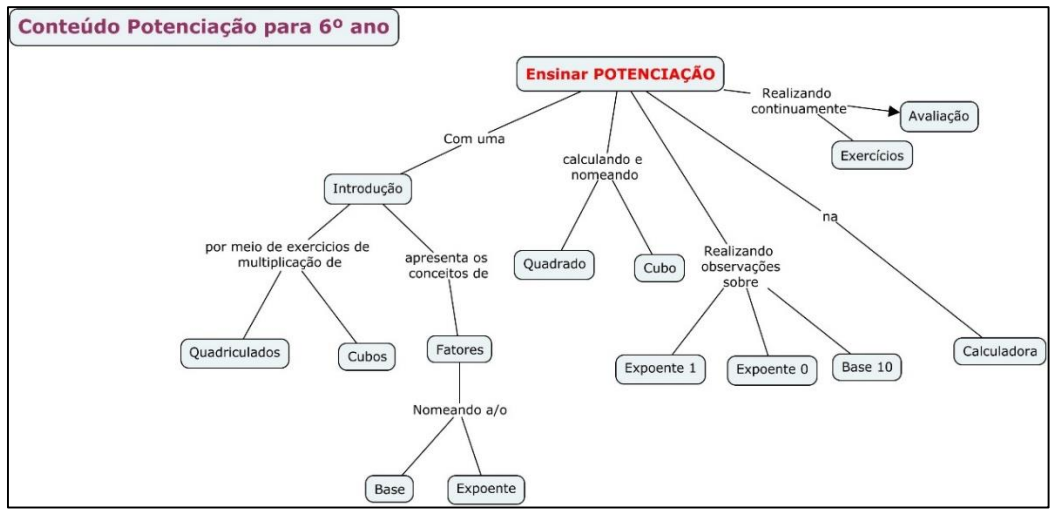 Conteúdo Potenciação para 6º ano
Ensinar POTENCIAÇÃO
Realizando
continuamente
Avaliação
Exercícios
Com uma
Introdução
calculando e
nomeando
na
por meio de exercicios de
multiplicação de
apresenta os
conceitos de
Quadrado
Cubo
Realizando
observações
sobre
Quadriculados
Cubos
Fatores
Expoente 1
Expoente 0
Base 10
Calculadora
Nomeando a/o
Base
Expoente